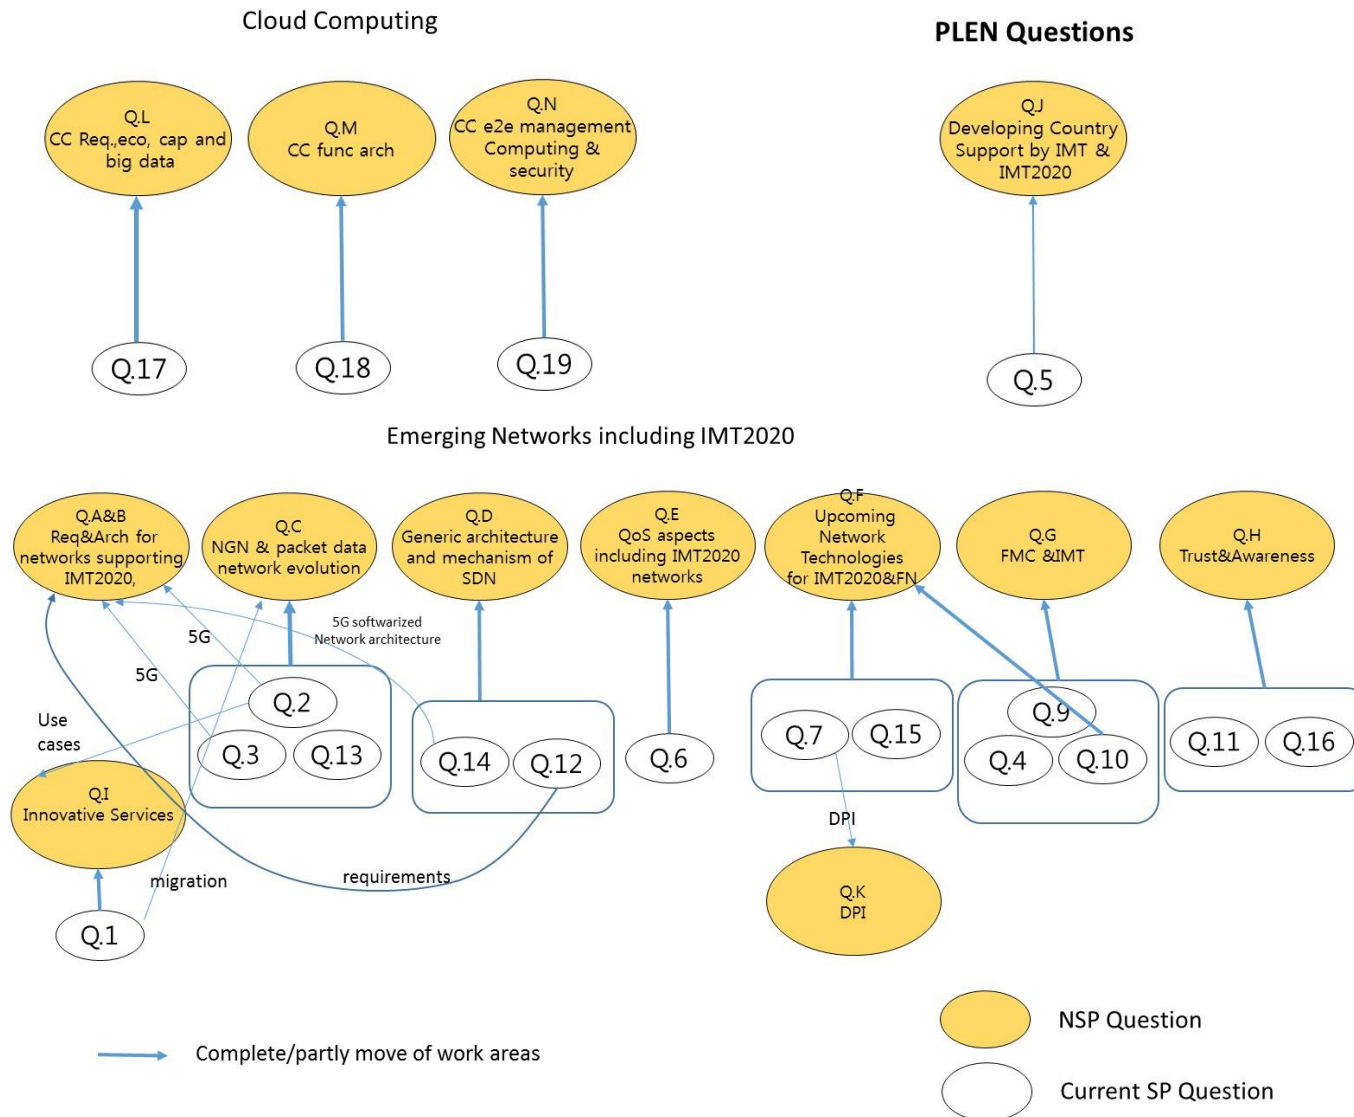 Cloud Computing
PLEN Questions
Q.L
CC Req.,eco, cap and
big data
Q.M
CC func arch
Q.N
CC e2e management
Computing &
security
Q.J
Developing Country
Support by IMT &
IMT2020
Q.17
Q.18
Q.19
Q.5
Emerging Networks including IMT2020
Q.A&B
Req&Arch for
networks supporting
IMT2020,
Q.C
NGN & packet data
network evolution
Q.D
Generic architecture
and mechanism of
SDN
Q.E
QoS aspects
including IMT2020
networks
Q.F
Upcoming
Network
Technologies
for IMT2020&FN
Q.G
FMC &IMT
Q.H
Trust&Awareness
5G
5G softwarized
Network architecture
5G
Use
cases
Q.2
Q.3
Q.13
Q.14
Q.12
Q.6
Q.7
Q.15
Q.9
Q.4
Q.10
Q.11
Q.16
Q.I
Innovative Services
migration
requirements
DPI
Q.1
Q.K
DPI
NSP Question
Complete/partly move of work areas
Current SP Question